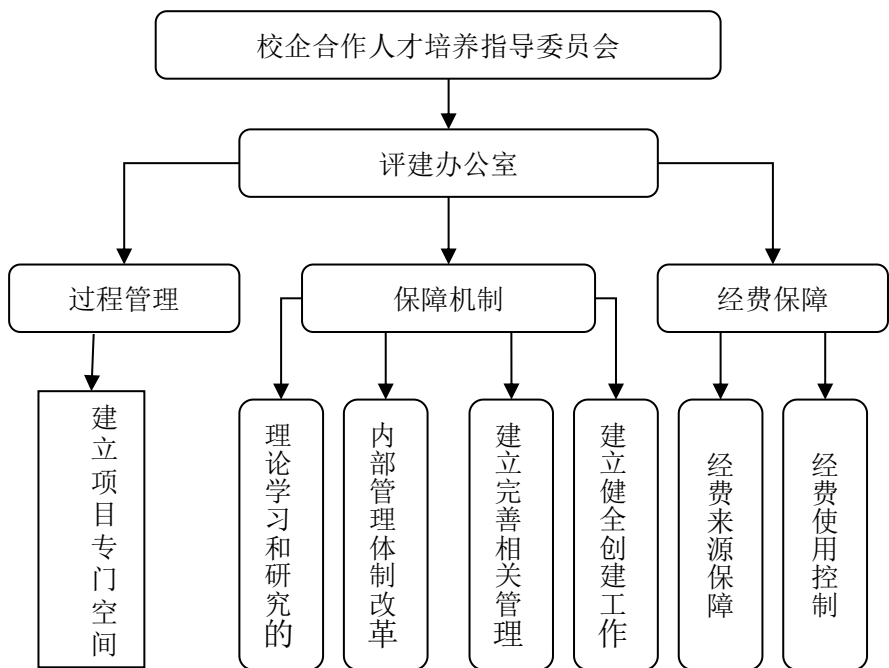 校企合作人才培养指导委员会
评建办公室
过程管理
保障机制
经费保障
建立项目专门空间
理论学习和研究的
内部管理体制改革
建立完善相关管理
建立健全创建工作
经费来源保障
经费使用控制